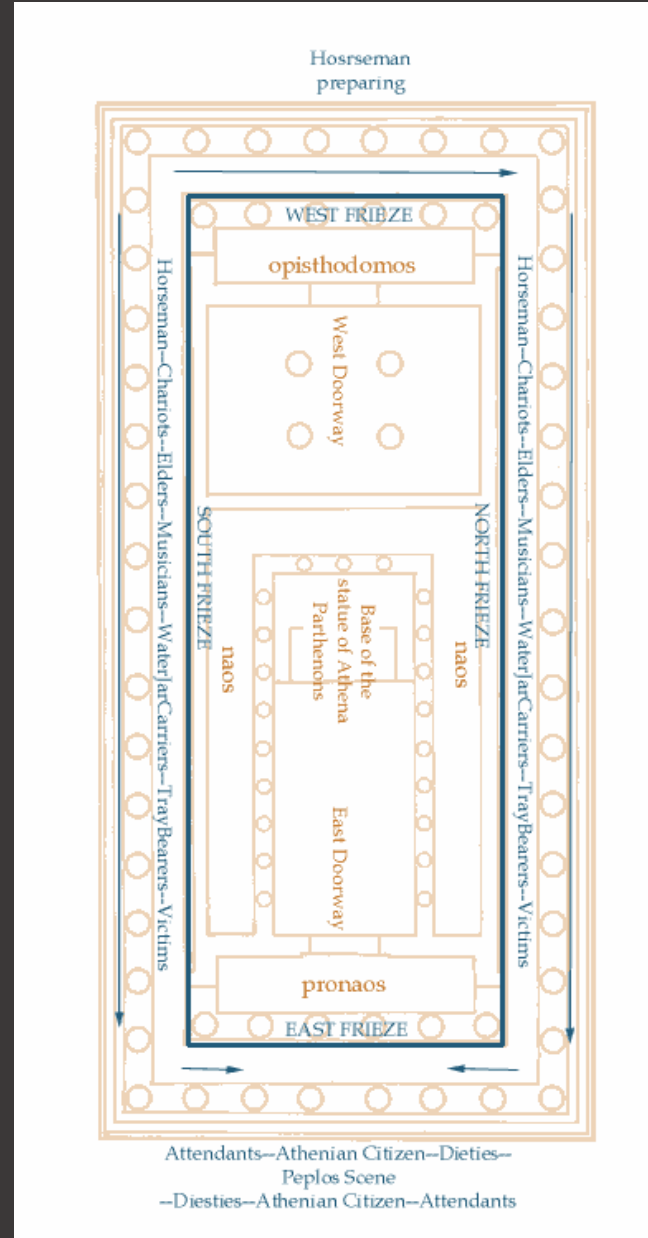 Hosrseman
preparing
WEST FRIEZE
opisthodomos
West Doorway
Horseman--Chariots--Elders--Musicians--WaterJarCarriers--TrayBearers--Victims
Horseman--Chariots--Elders--Musicians--WaterJarCarriers--TrayBearers--Victims
SOUTH FRIEZE
NORTH FRIEZE
naos
Base of the
statue of Athena
Parthenons
naos
East Doorway
pronaos
EAST FRIEZE
Attendants--Athenian Citizen--Dieties--
Peplos Scene
--Diesties--Athenian Citizen--Attendants